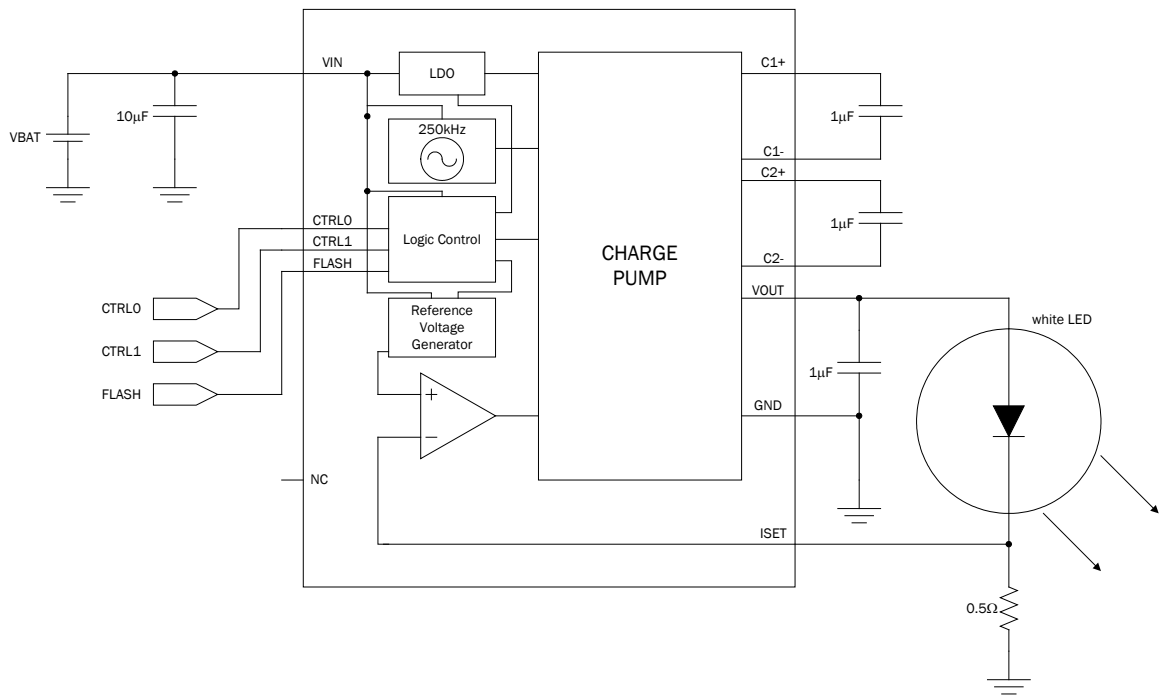 VIN
LDO
C1+
10µF
250kHz
1µF
VBAT
C1-
C2+
CTRL0
Logic Control
1µF
CTRL1
FLASH
CHARGE
PUMP
C2-
VOUT
CTRL0
Reference
Voltage
Generator
white LED
CTRL1
1µF
FLASH
+
GND
−
NC
ISET
0.5Ω